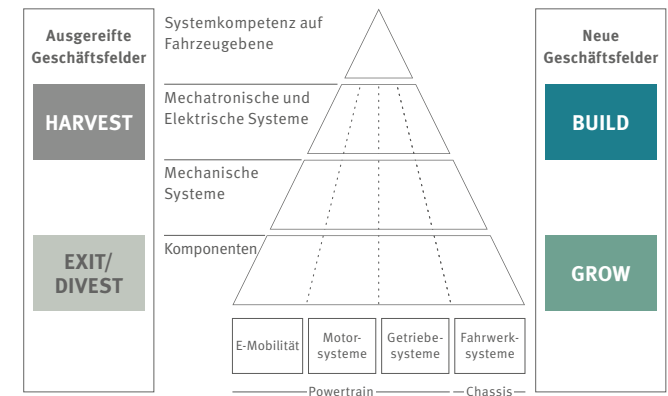 Ausgereifte
Geschäftsfelder
HARVEST
EXIT/
DIVEST
Systemkompetenz auf
Fahrzeugebene
Mechatronische und
Elektrische Systeme
Mechanische
Systeme
Komponenten
E-Mobilität
Motor-
systeme
Getriebe-
systeme
Fahrwerk-
systeme
Powertrain
Chassis
Neue
Geschäftsfelder
BUILD
GROW